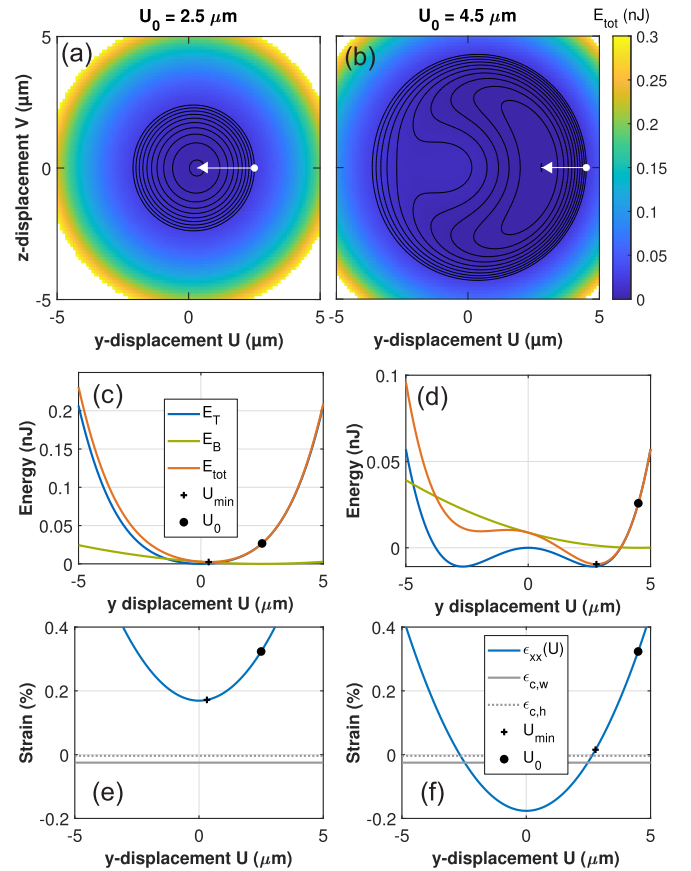 U_0 = 2.5 μm
U_0 = 4.5 μm
E_tot (nJ)
(a)
(b)
5
0
-5
z-displacement V (μm)
-5 0 5
y-displacement U (μm)
-5 0 5
y-displacement U (μm)
0.3
0.25
0.2
0.15
0.1
0.05
0
(c)
0.2
0.15
0.1
0.05
0
Energy (nJ)
E_T
E_B
E_tot
U_min
U_0
-5 0 5
y displacement U (μm)
(d)
0.1
0.05
0
Energy (nJ)
-5 0 5
y displacement U (μm)
(e)
0.4
0.2
0
-0.2
Strain (%)
-5 0 5
y-displacement U (μm)
(f)
0.4
0.2
0
-0.2
Strain (%)
ϵ_xx(U)
ϵ_c,w
ϵ_c,h
U_min
U_0
-5 0 5
y-displacement U (μm)